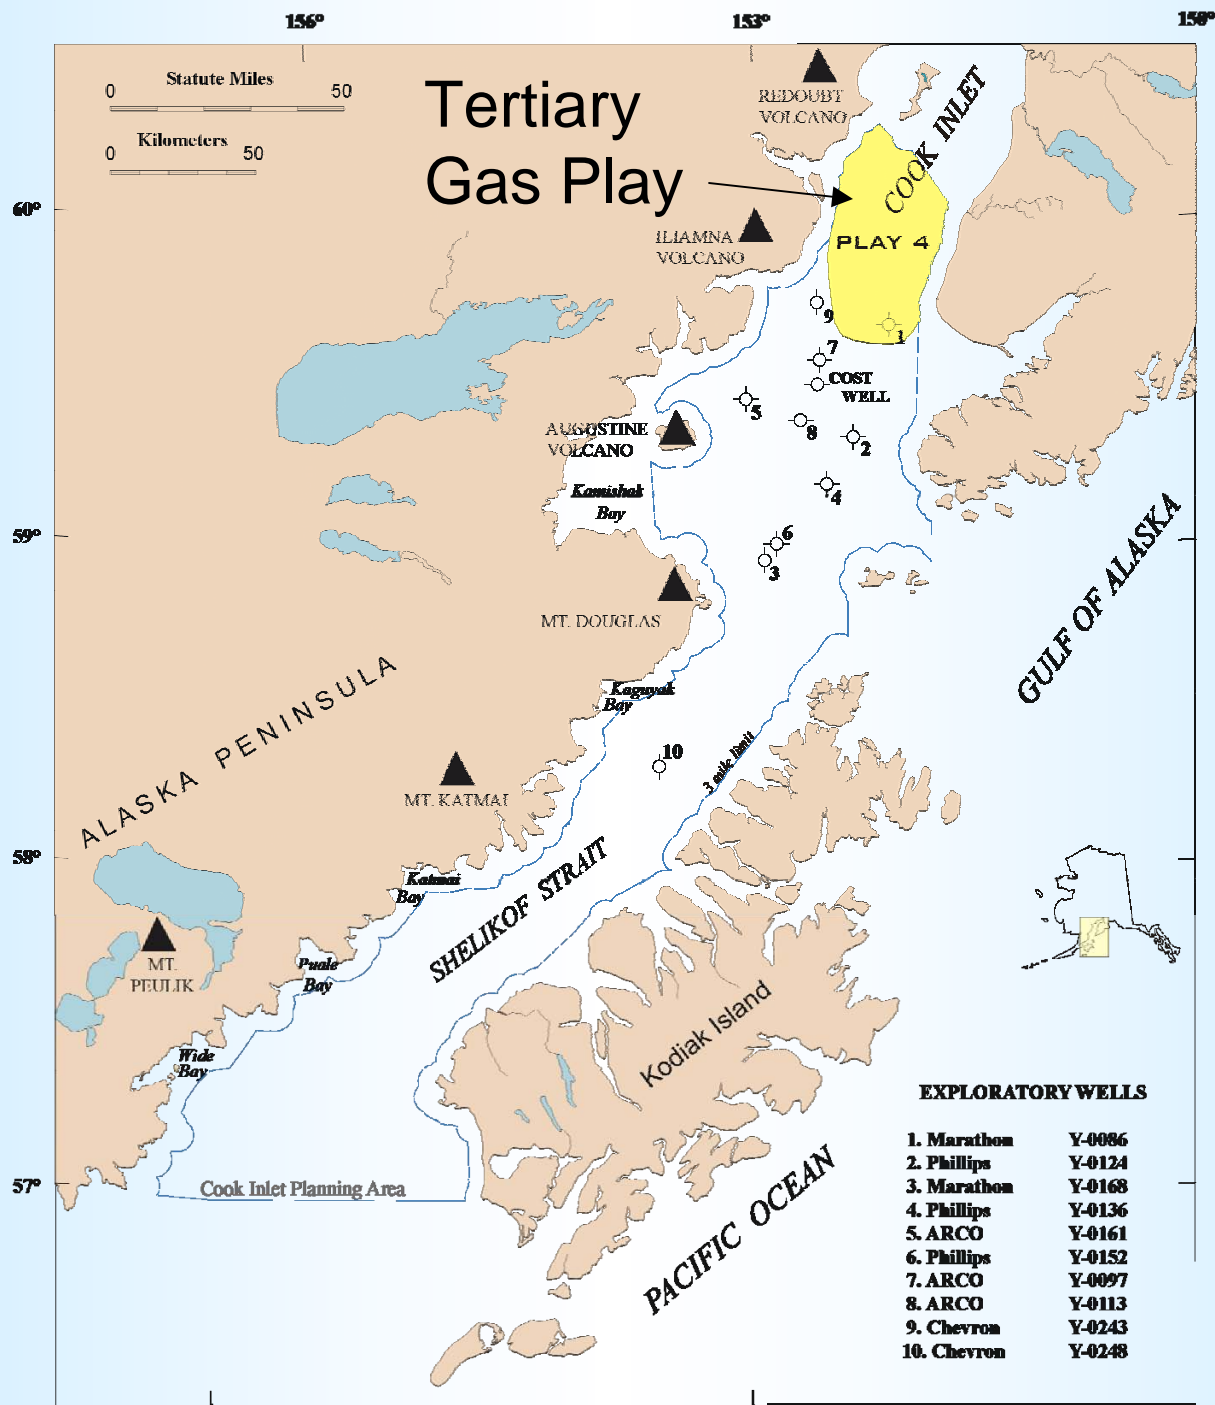 156° 153° 150°
Statute Miles
0 50
Kilometers
0 50
Tertiary
Gas Play
REDOUBT
VOLCANO
COOK INLET
60°
PLAY 4
ILIAMNA
VOLCANO
9
1
7
COST
WELL
5
8
2
AUGUSTINE
VOLCANO
Kamishak
Bay
4
59°
6
3
MT. DOUGLAS
GULF OF ALASKA
ALASKA PENINSULA
Kaguyak
Bay
10
3 mile limit
MT. KATMAI
58°
Katmai
Bay
SHELIKOF STRAIT
MT.
PEULIK
Puale
Bay
Kodiak Island
Wide
Bay
57°
Cook Inlet Planning Area
PACIFIC OCEAN
EXPLORATORY WELLS
1. Marathon Y-0086
2. Phillips Y-0124
3. Marathon Y-0168
4. Phillips Y-0136
5. ARCO Y-0161
6. Phillips Y-0152
7. ARCO Y-0097
8. ARCO Y-0113
9. Chevron Y-0243
10. Chevron Y-0248